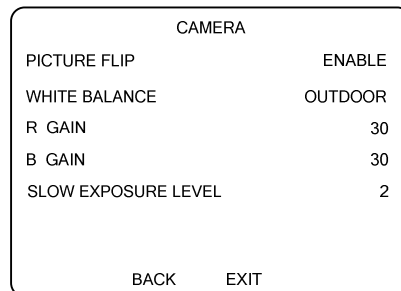 CAMERA
PICTURE FLIP ENABLE
WHITE BALANCE OUTDOOR
R GAIN 30
B GAIN 30
SLOW EXPOSURE LEVEL 2
BACK EXIT